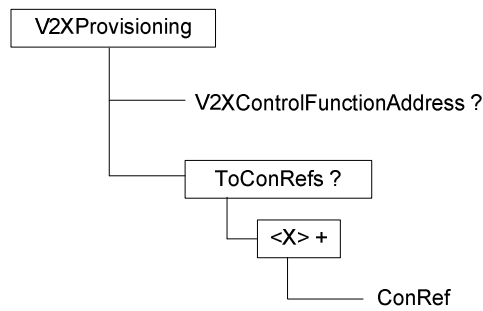 V2XProvisioning
V2XControlFunctionAddress ?
ToConRefs ?
<X> +
ConRef